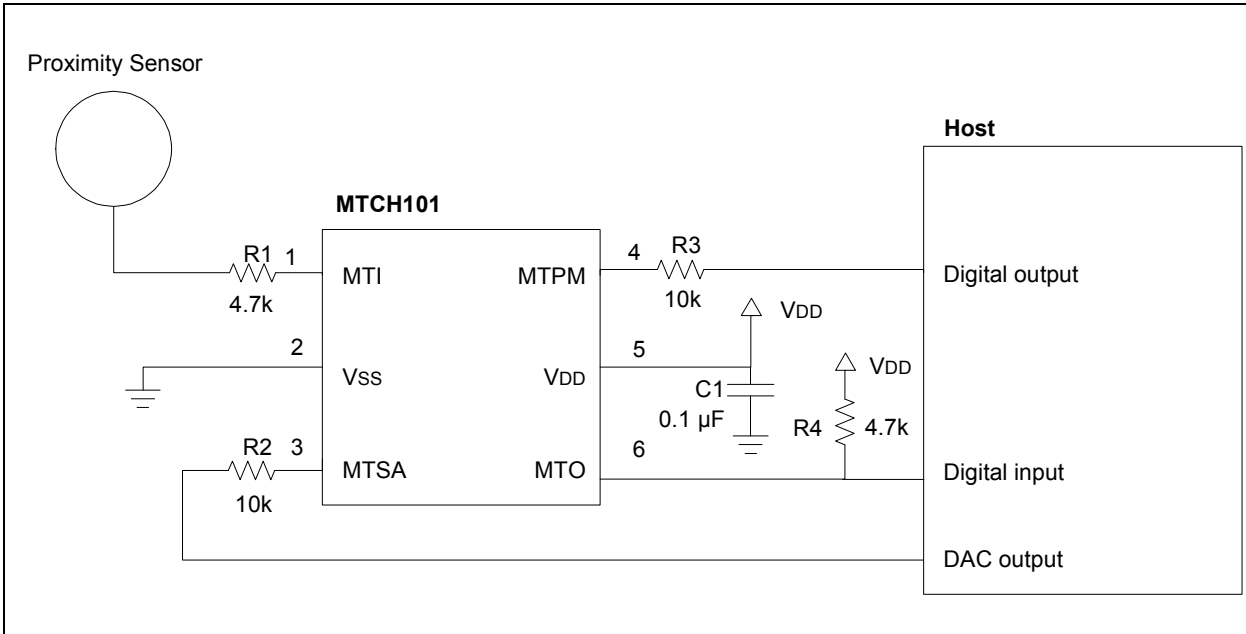 Proximity Sensor
Host
MTCH101
R1
1
4.7k
MTI
MTPM
4
R3
10k
Digital output
VDD
2
VSS
VDD
5
C1
0.1 µF
VDD
R4
4.7k
R2
3
10k
MTSA
MTO
6
Digital input
DAC output